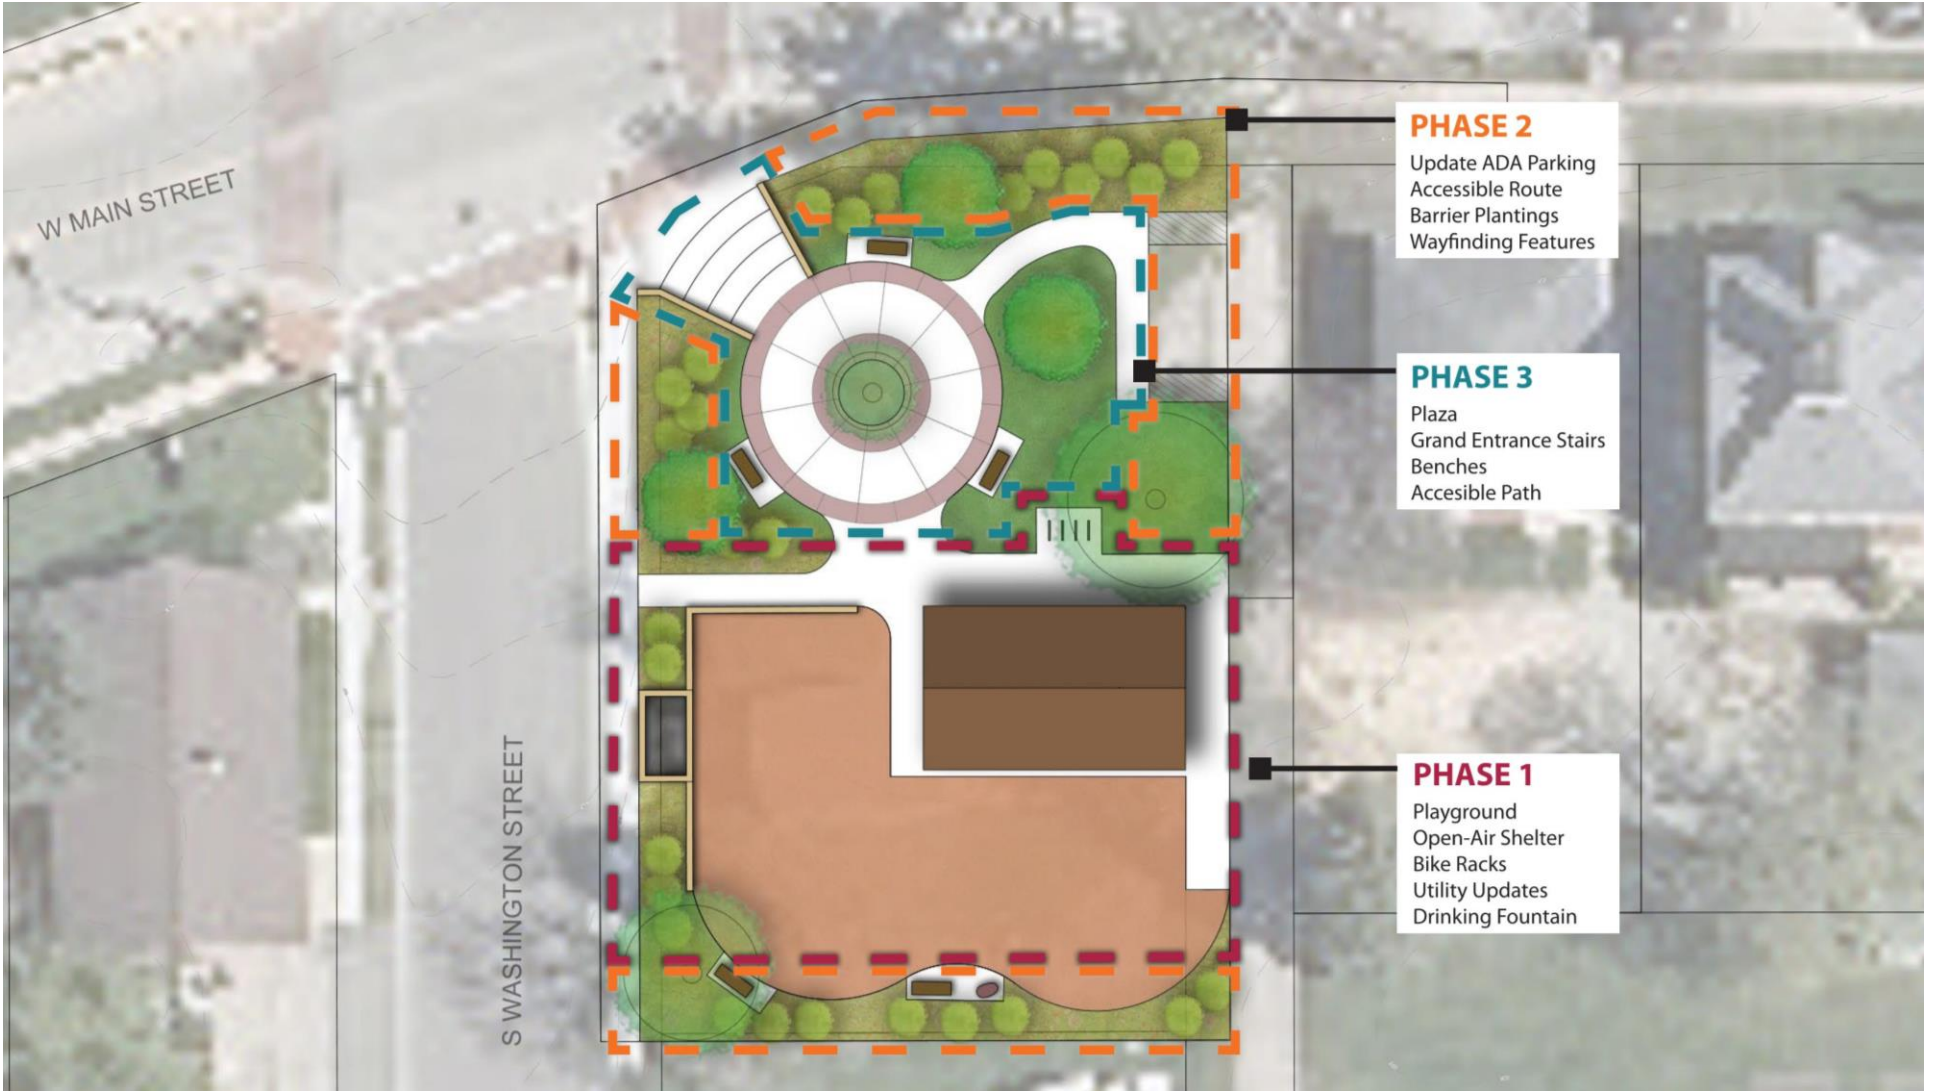 W MAIN STREET
S WASHINGTON STREET
PHASE 2
Update ADA Parking
Accessible Route
Barrier Plantings
Wayfinding Features
PHASE 3
Plaza
Grand Entrance Stairs
Benches
Accesible Path
PHASE 1
Playground
Open-Air Shelter
Bike Racks
Utility Updates
Drinking Fountain